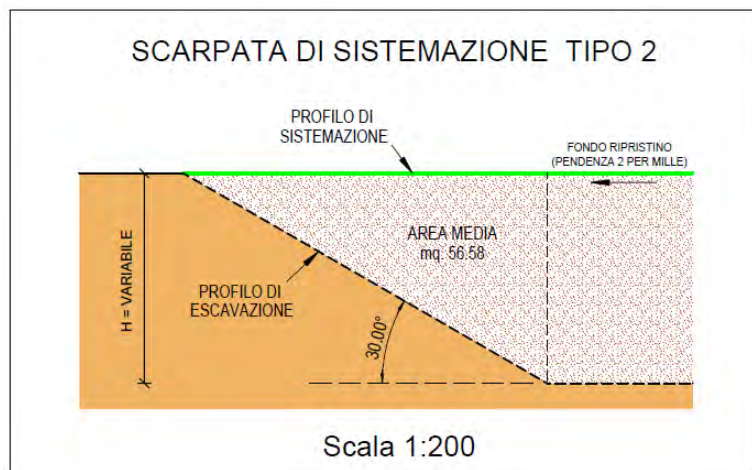 SCARPATA DI SISTEMAZIONE TIPO 2
PROFILO DI
SISTEMAZIONE
FONDO RIPRISTINO
(PENDENZA 2 PER MILLE)
AREA MEDIA
mq. 56.58
H = VARIABILE
PROFILO DI
ESCAVAZIONE
30.00°
Scala 1:200